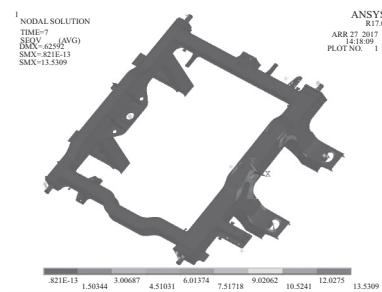 1
NODAL SOLUTION
TIME=7
SEQV (AVG)
DMX=.62592
SMX=.821E-13
SMX=13.5309
ANSYS
R17.0
ARR 27 2017
14:18:09
PLOT NO. 1
.821E-13 3.00687 6.01374 9.02062 12.0275
1.50344 4.51031 7.51718 10.5241 13.5309